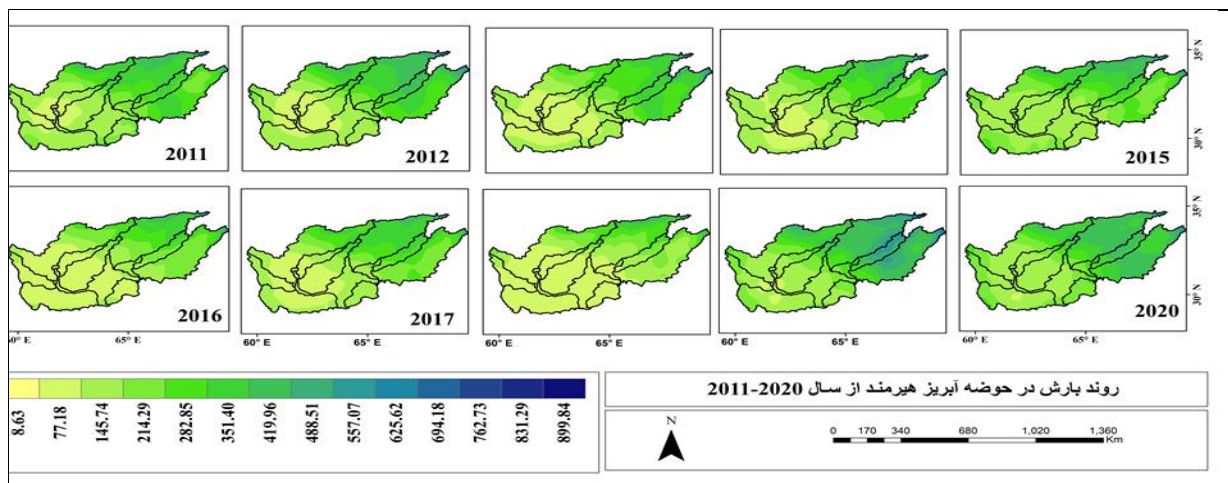 35° N
30° N
2011
2012
2015
35° N
30° N
2016
2017
2020
60° E
65° E
60° E
65° E
60° E
65° E
60° E
65° E
60° E
65° E
8.63
77.18
145.74
214.29
282.85
351.40
419.96
488.51
557.07
625.62
694.18
762.73
831.29
899.84
روند بارش در حوضه آبریز هیرمند از سال 2020-2011
N
0 170 340 680 1,020 1,360
Km